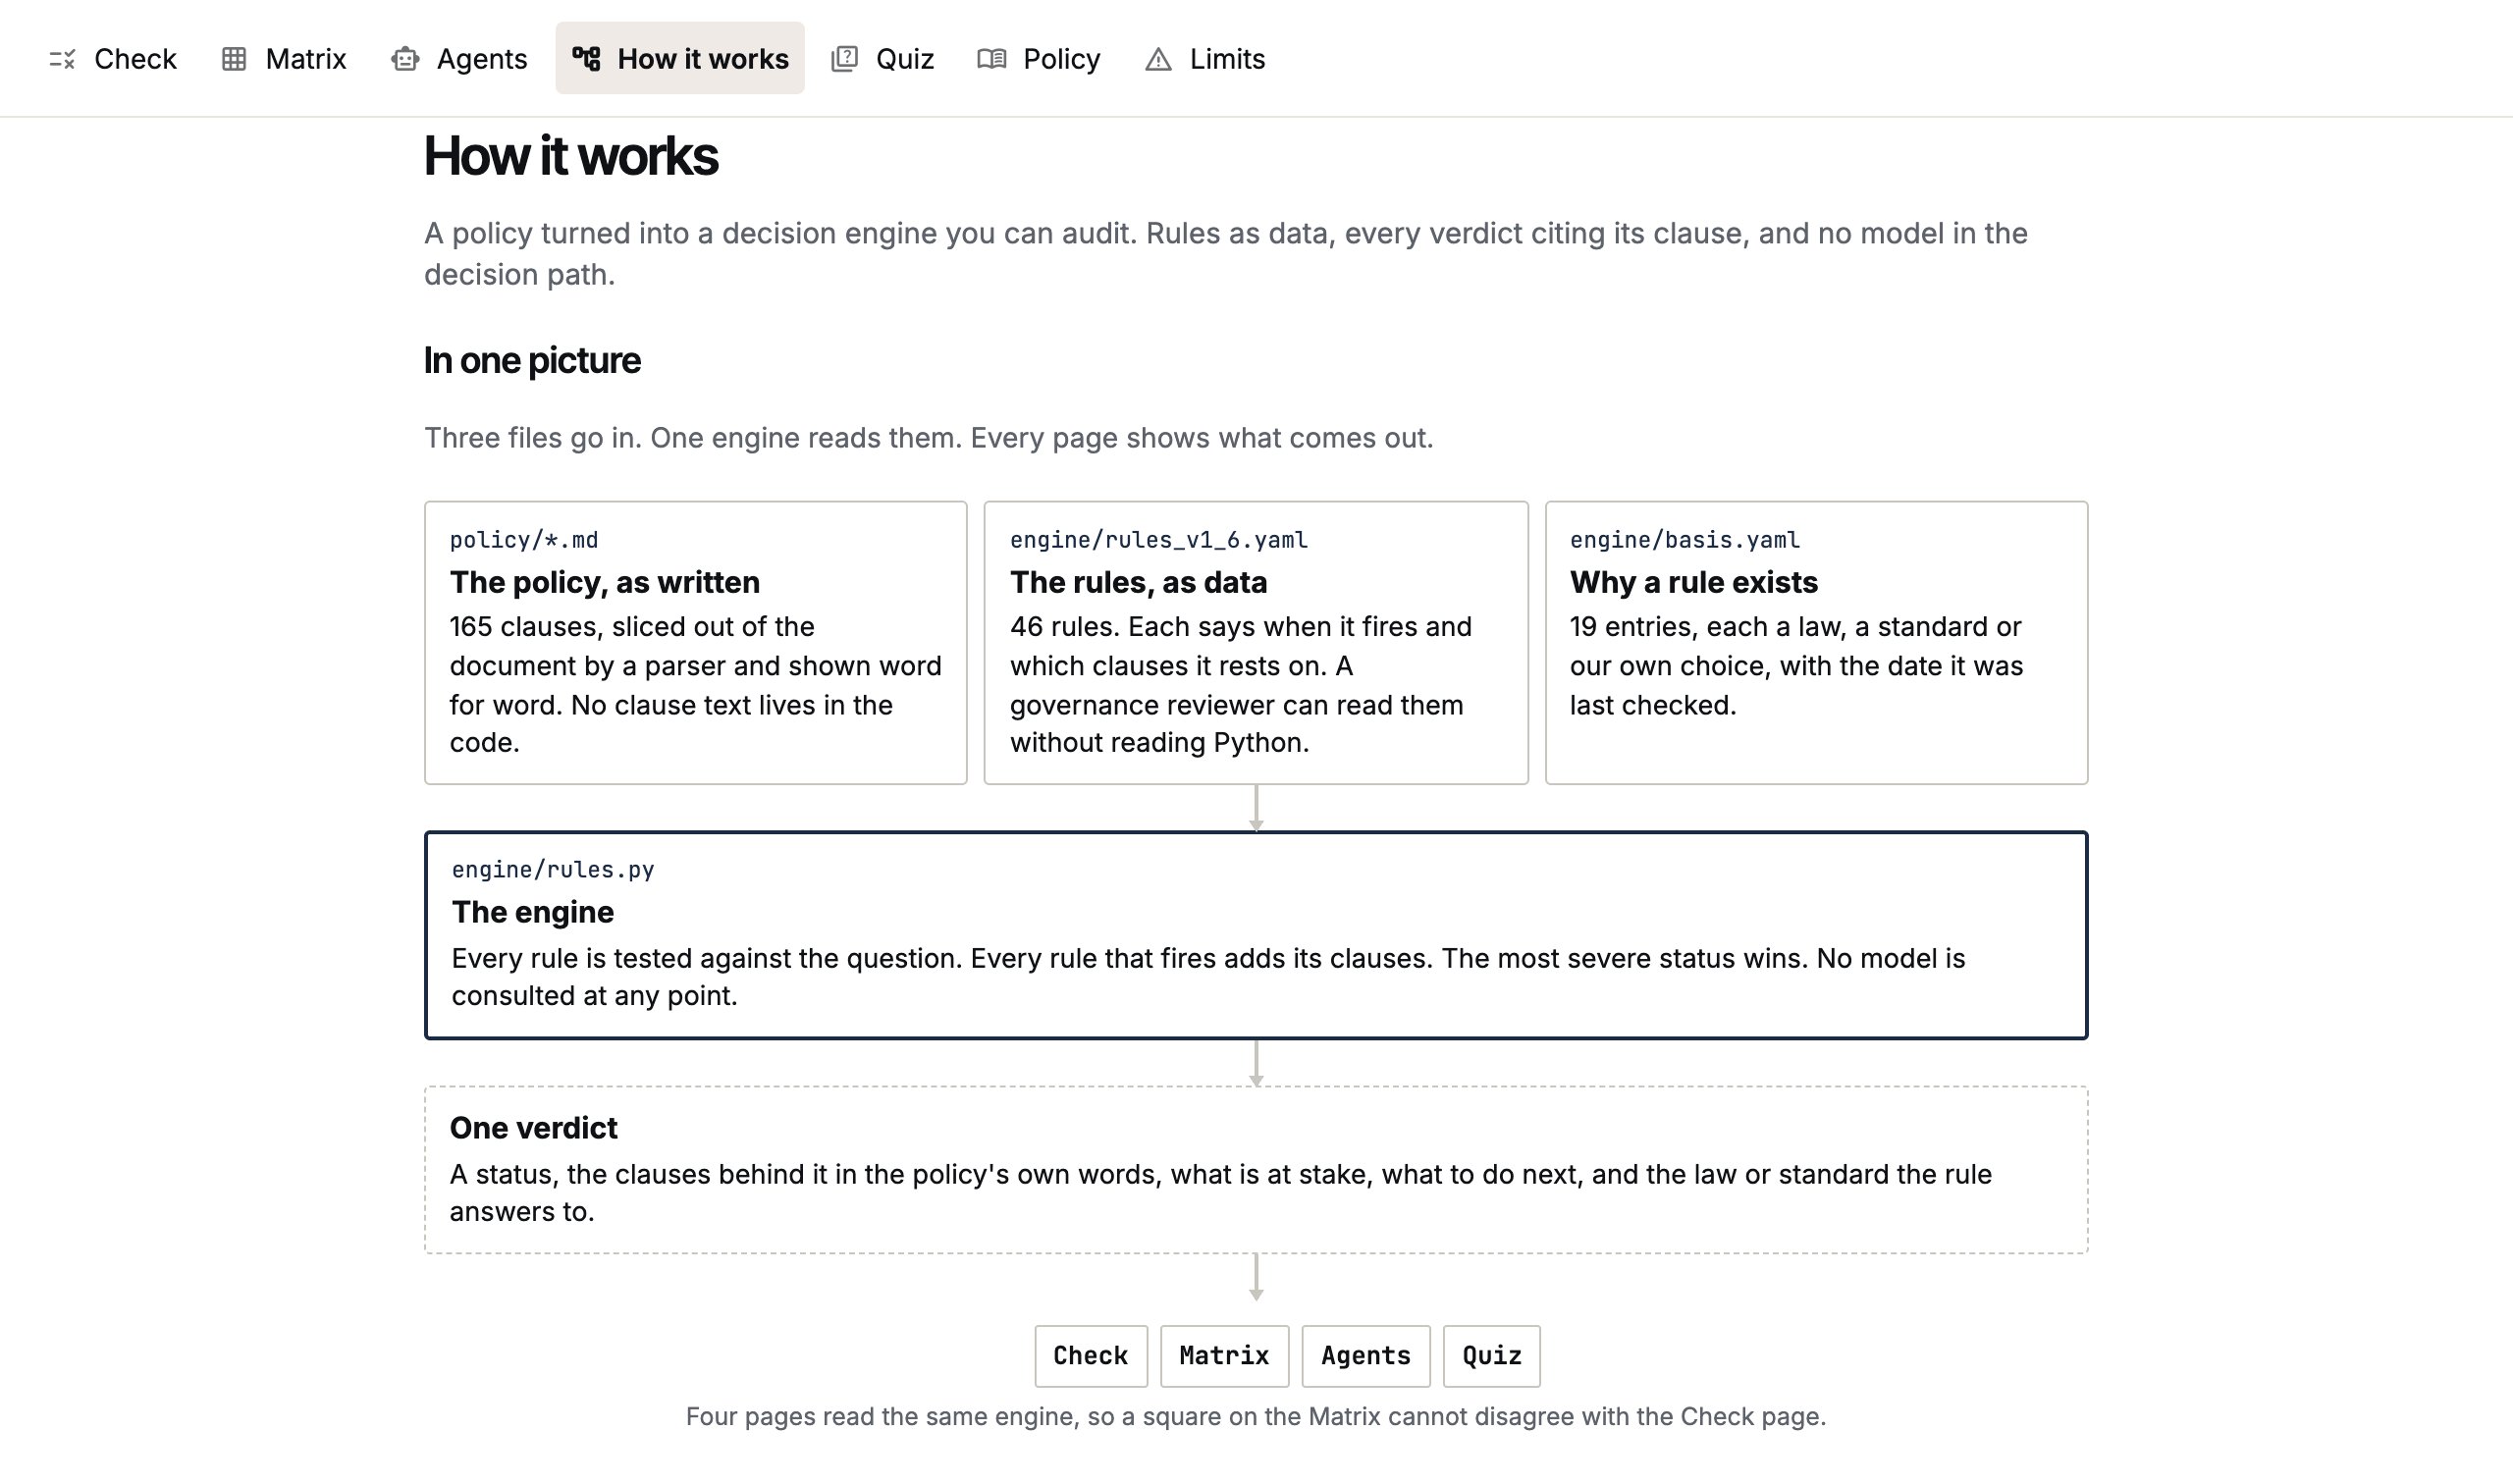 Check Matrix Agents How it works Quiz Policy Limits
How it works
A policy turned into a decision engine you can audit. Rules as data, every verdict citing its clause, and no model in the
decision path.
In one picture
Three files go in. One engine reads them. Every page shows what comes out.
policy/*.md
The policy, as written
165 clauses, sliced out of the
document by a parser and shown word
for word. No clause text lives in the
code.
engine/rules_v1_6.yaml
The rules, as data
46 rules. Each says when it fires and
which clauses it rests on. A
governance reviewer can read them
without reading Python.
engine/basis.yaml
Why a rule exists
19 entries, each a law, a standard or
our own choice, with the date it was
last checked.
engine/rules.py
The engine
Every rule is tested against the question. Every rule that fires adds its clauses. The most severe status wins. No model is
consulted at any point.
One verdict
A status, the clauses behind it in the policy's own words, what is at stake, what to do next, and the law or standard the rule
answers to.
Check Matrix Agents Quiz
Four pages read the same engine, so a square on the Matrix cannot disagree with the Check page.